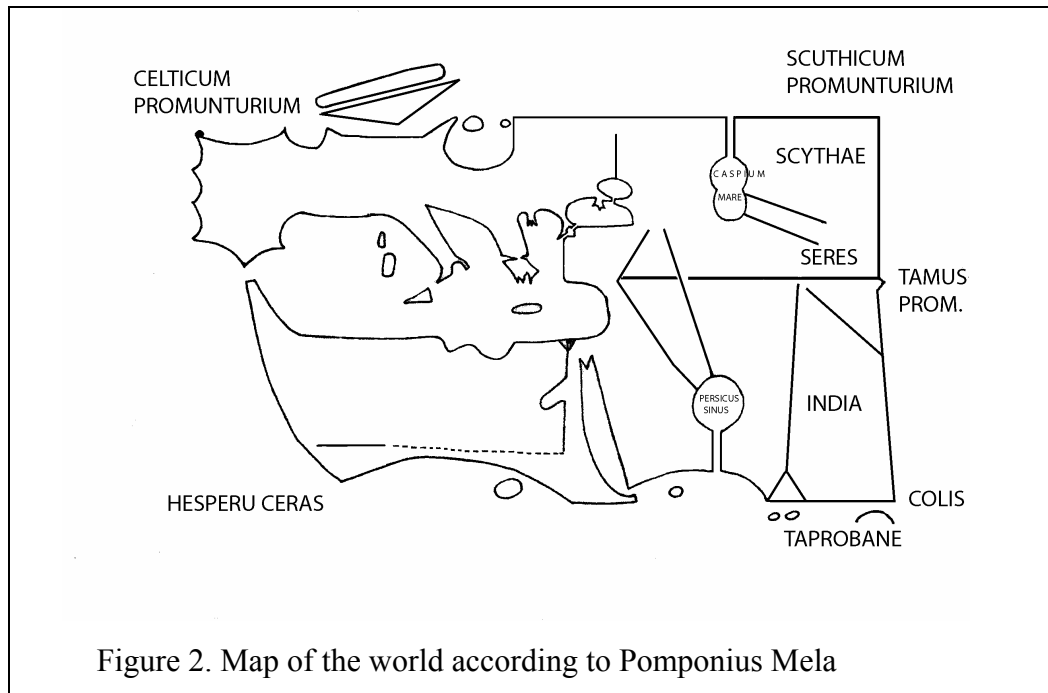 CELTICUM
PROMUNTURIUM
SCUTHICUM
PROMUNTURIUM
SCYTHAE
CASPIUM
MARE
SERES
TAMUS
PROM.
PERSICUS
SINUS
INDIA
HESPERU CERAS
COLIS
TAPROBANE
Figure 2. Map of the world according to Pomponius Mela